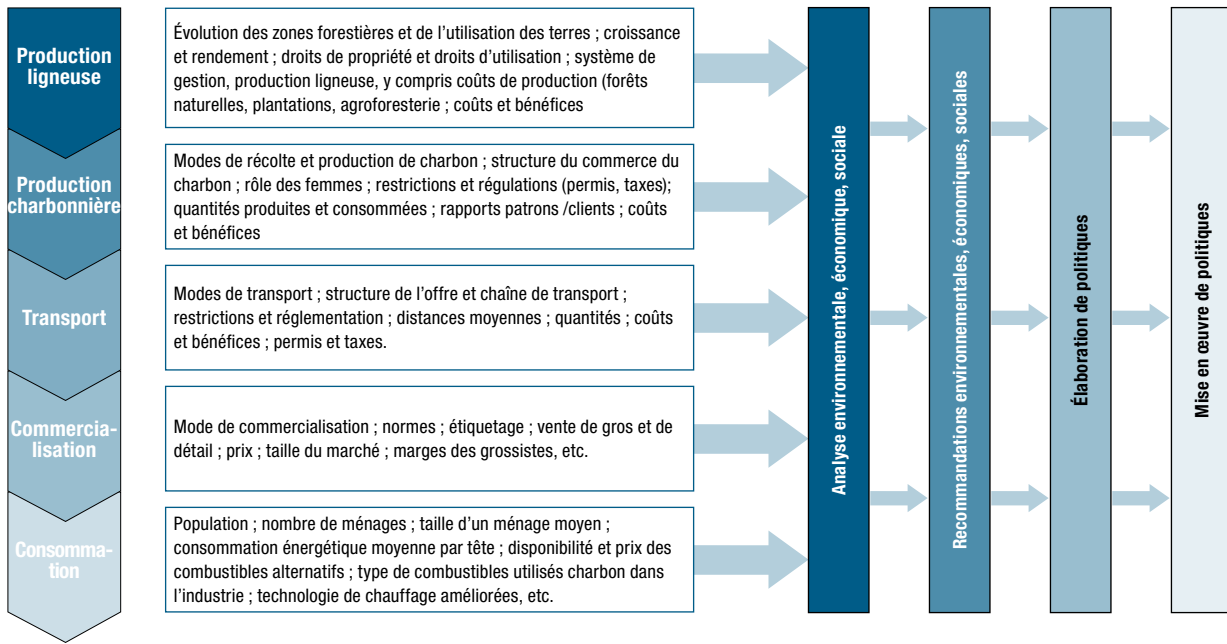 Production
ligneuse
Évolution des zones forestières et de l'utilisation des terres ; croissance
et rendement ; droits de propriété et droits d'utilisation ; système de
gestion, production ligneuse, y compris coûts de production (forêts
naturelles, plantations, agroforesterie ; coûts et bénéfices
Production
charbonnière
Modes de récolte et production de charbon ; structure du commerce du
charbon ; rôle des femmes ; restrictions et régulations (permis, taxes);
quantités produites et consommées ; rapports patrons /clients ; coûts
et bénéfices
Transport
Modes de transport ; structure de l'offre et chaîne de transport ;
restrictions et réglementation ; distances moyennes ; quantités ; coûts
et bénéfices ; permis et taxes.
Commercia-
lisation
Mode de commercialisation ; normes ; étiquetage ; vente de gros et de
détail ; prix ; taille du marché ; marges des grossistes, etc.
Consomma-
tion
Population ; nombre de ménages ; taille d'un ménage moyen ;
consommation énergétique moyenne par tête ; disponibilité et prix des
combustibles alternatifs ; type de combustibles utilisés charbon dans
l'industrie ; technologie de chauffage améliorées, etc.
Analyse environnementale, économique, sociale
Recommandations environnementales, économiques, sociales
Élaboration de politiques
Mise en œuvre de politiques